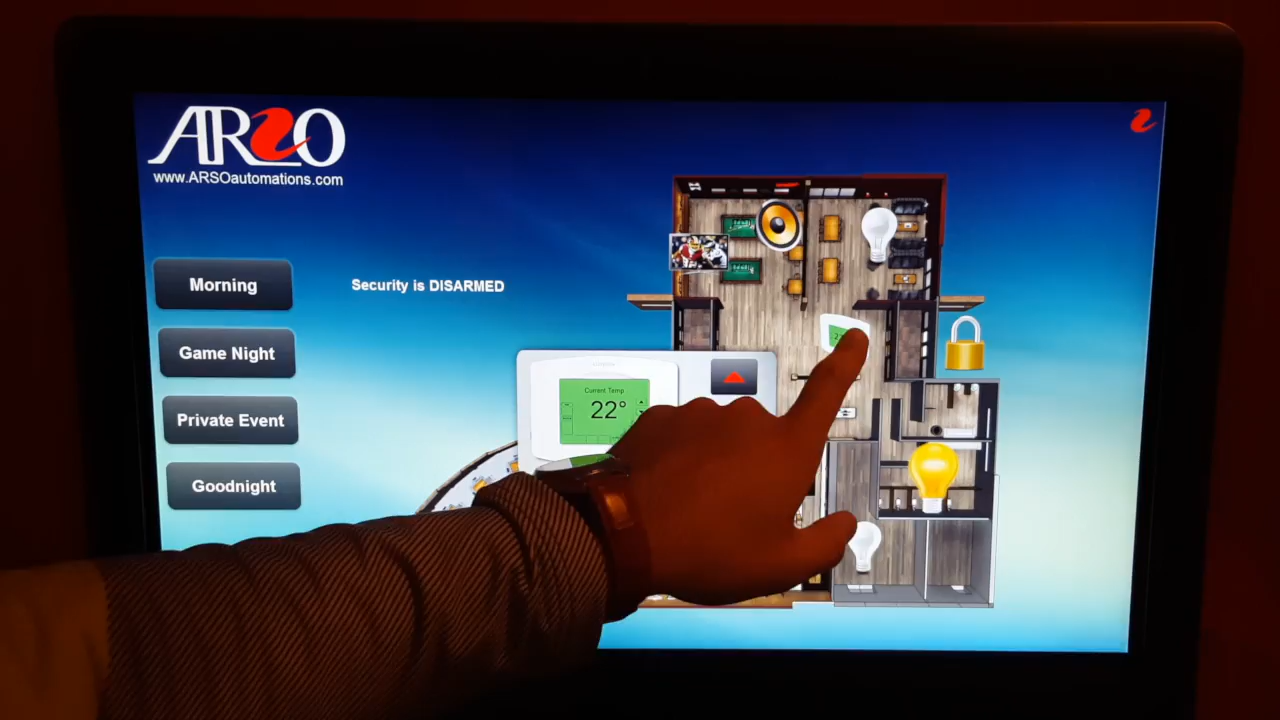 ARSO
www.ARSOautomations.com
Morning
Security is DISARMED
Game Night
Private Event
Goodnight
Current Temp
22°